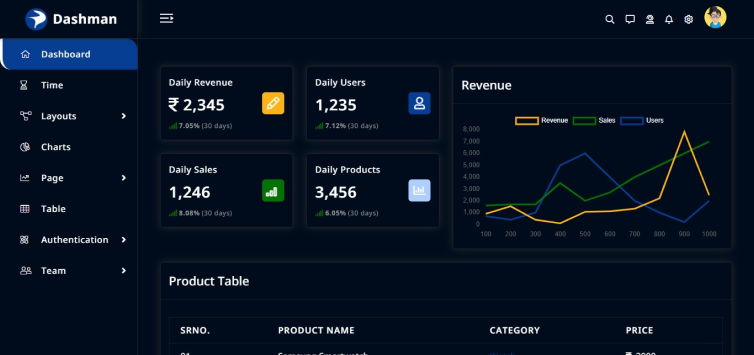 Dashman
Dashboard
Time
Layouts
Charts
Page
Table
Authentication
Team
Daily Revenue
₹ 2,345
7.05% (30 days)
Daily Users
1,235
7.12% (30 days)
Daily Sales
1,246
8.08% (30 days)
Daily Products
3,456
6.05% (30 days)
Revenue
Revenue Sales Users
8,000
7,000
6,000
5,000
4,000
3,000
2,000
1,000
0
100 200 300 400 500 600 700 800 900 1000
Product Table
SRNO. PRODUCT NAME CATEGORY PRICE
01 Samsung Smartwatch ₹ 2000